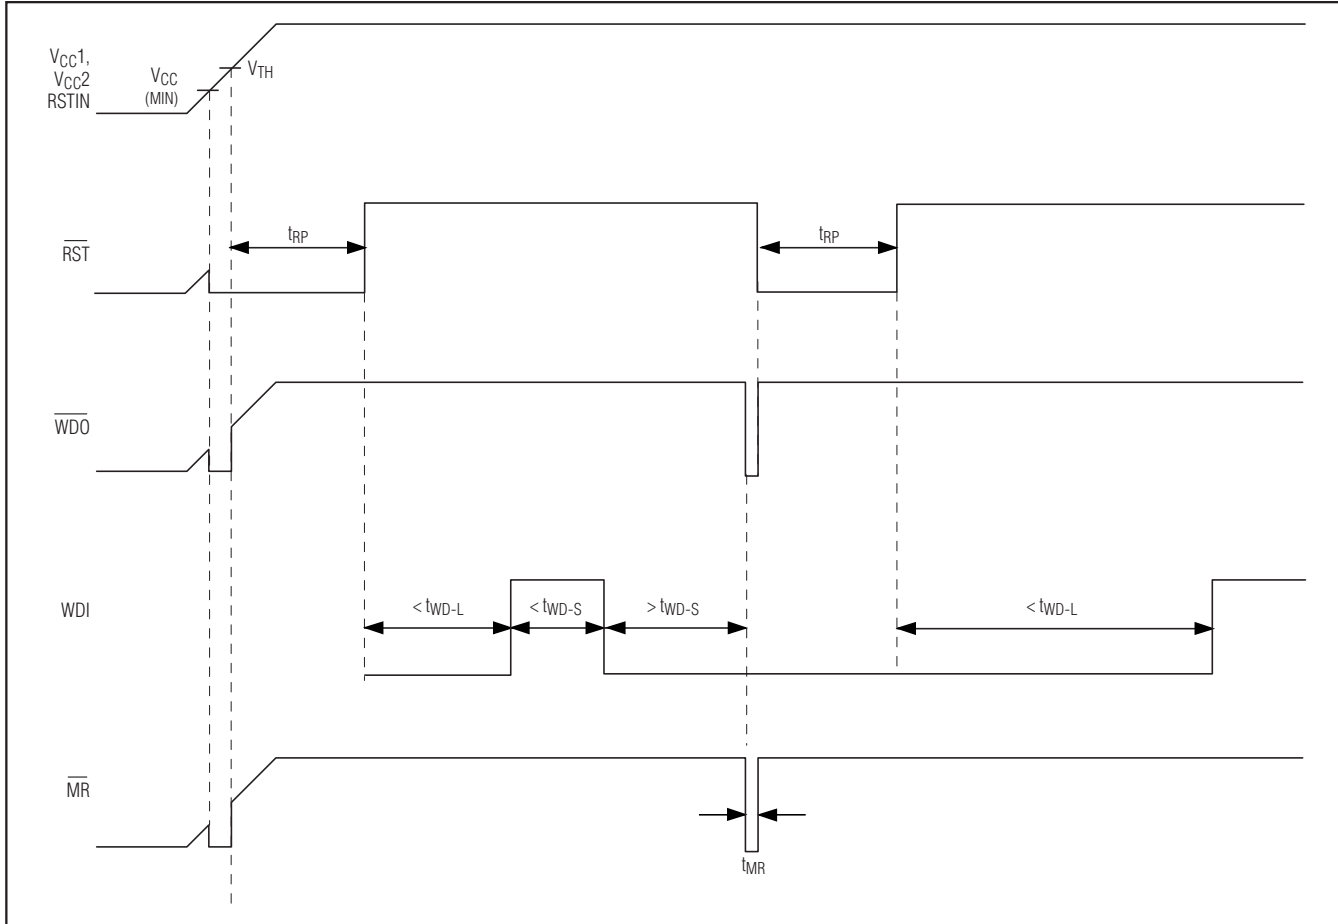 VCC1,
VCC2
RSTIN
VCC
(MIN)
VTH
RST
tRP
tRP
WDO
WDI
< tWD-L
< tWD-S
> tWD-S
< tWD-L
MR
tMR